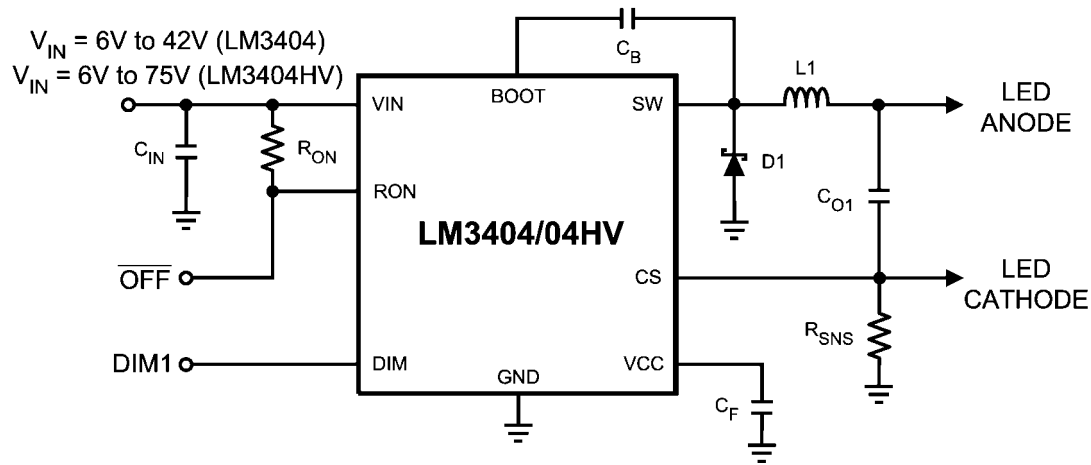 V_IN = 6V to 42V (LM3404)
V_IN = 6V to 75V (LM3404HV)
C_B
L1
LED
ANODE
VIN
BOOT
SW
C_IN
R_ON
D1
RON
C_O1
LM3404/04HV
OFF
CS
LED
CATHODE
R_SNS
DIM1
DIM
GND
VCC
C_F